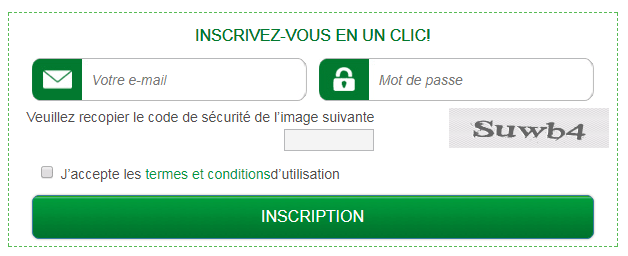 INSCRIVEZ-VOUS EN UN CLIC!
Votre e-mail
Mot de passe
Veuillez recopier le code de sécurité de l'image suivante
Suwb4
J'accepte les termes et conditionsd'utilisation
INSCRIPTION